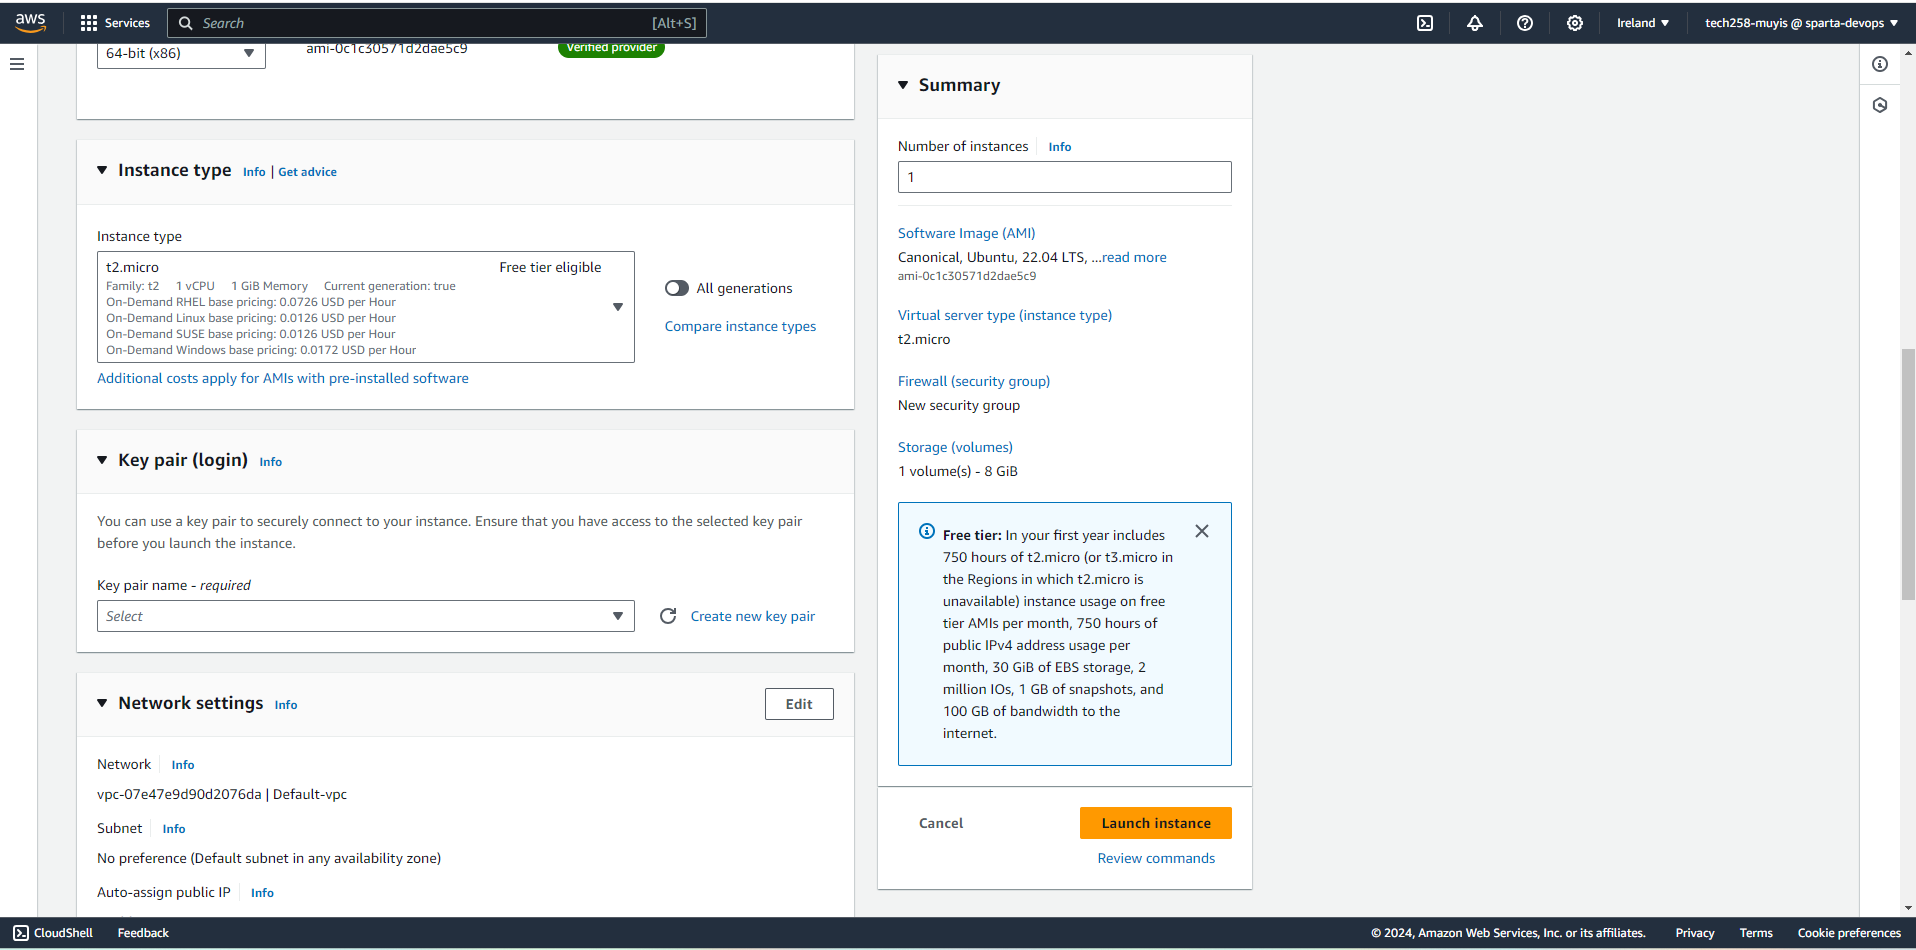 aws
Services
Search
[Alt+S]
Ireland
tech258-muyis @ sparta-devops
64-bit (x86)
ami-0c1c30571d2dae5c9
Verified provider
Instance type
Info | Get advice
Instance type
t2.micro
Free tier eligible
Family: t2 1 vCPU 1 GiB Memory Current generation: true
On-Demand RHEL base pricing: 0.0726 USD per Hour
On-Demand Linux base pricing: 0.0126 USD per Hour
On-Demand SUSE base pricing: 0.0126 USD per Hour
On-Demand Windows base pricing: 0.0172 USD per Hour
All generations
Compare instance types
Additional costs apply for AMIs with pre-installed software
Key pair (login)
Info
You can use a key pair to securely connect to your instance. Ensure that you have access to the selected key pair
before you launch the instance.
Key pair name - required
Select
Create new key pair
Network settings
Info
Edit
Network
Info
vpc-07e47e9d90d2076da | Default-vpc
Subnet
Info
No preference (Default subnet in any availability zone)
Auto-assign public IP
Info
Summary
Number of instances
Info
1
Software Image (AMI)
Canonical, Ubuntu, 22.04 LTS, ...read more
ami-0c1c30571d2dae5c9
Virtual server type (instance type)
t2.micro
Firewall (security group)
New security group
Storage (volumes)
1 volume(s) - 8 GiB
Free tier: In your first year includes
750 hours of t2.micro (or t3.micro in
the Regions in which t2.micro is
unavailable) instance usage on free
tier AMIs per month, 750 hours of
public IPv4 address usage per
month, 30 GiB of EBS storage, 2
million IOs, 1 GB of snapshots, and
100 GB of bandwidth to the
internet.
Cancel
Launch instance
Review commands
CloudShell
Feedback
© 2024, Amazon Web Services, Inc. or its affiliates.
Privacy
Terms
Cookie preferences